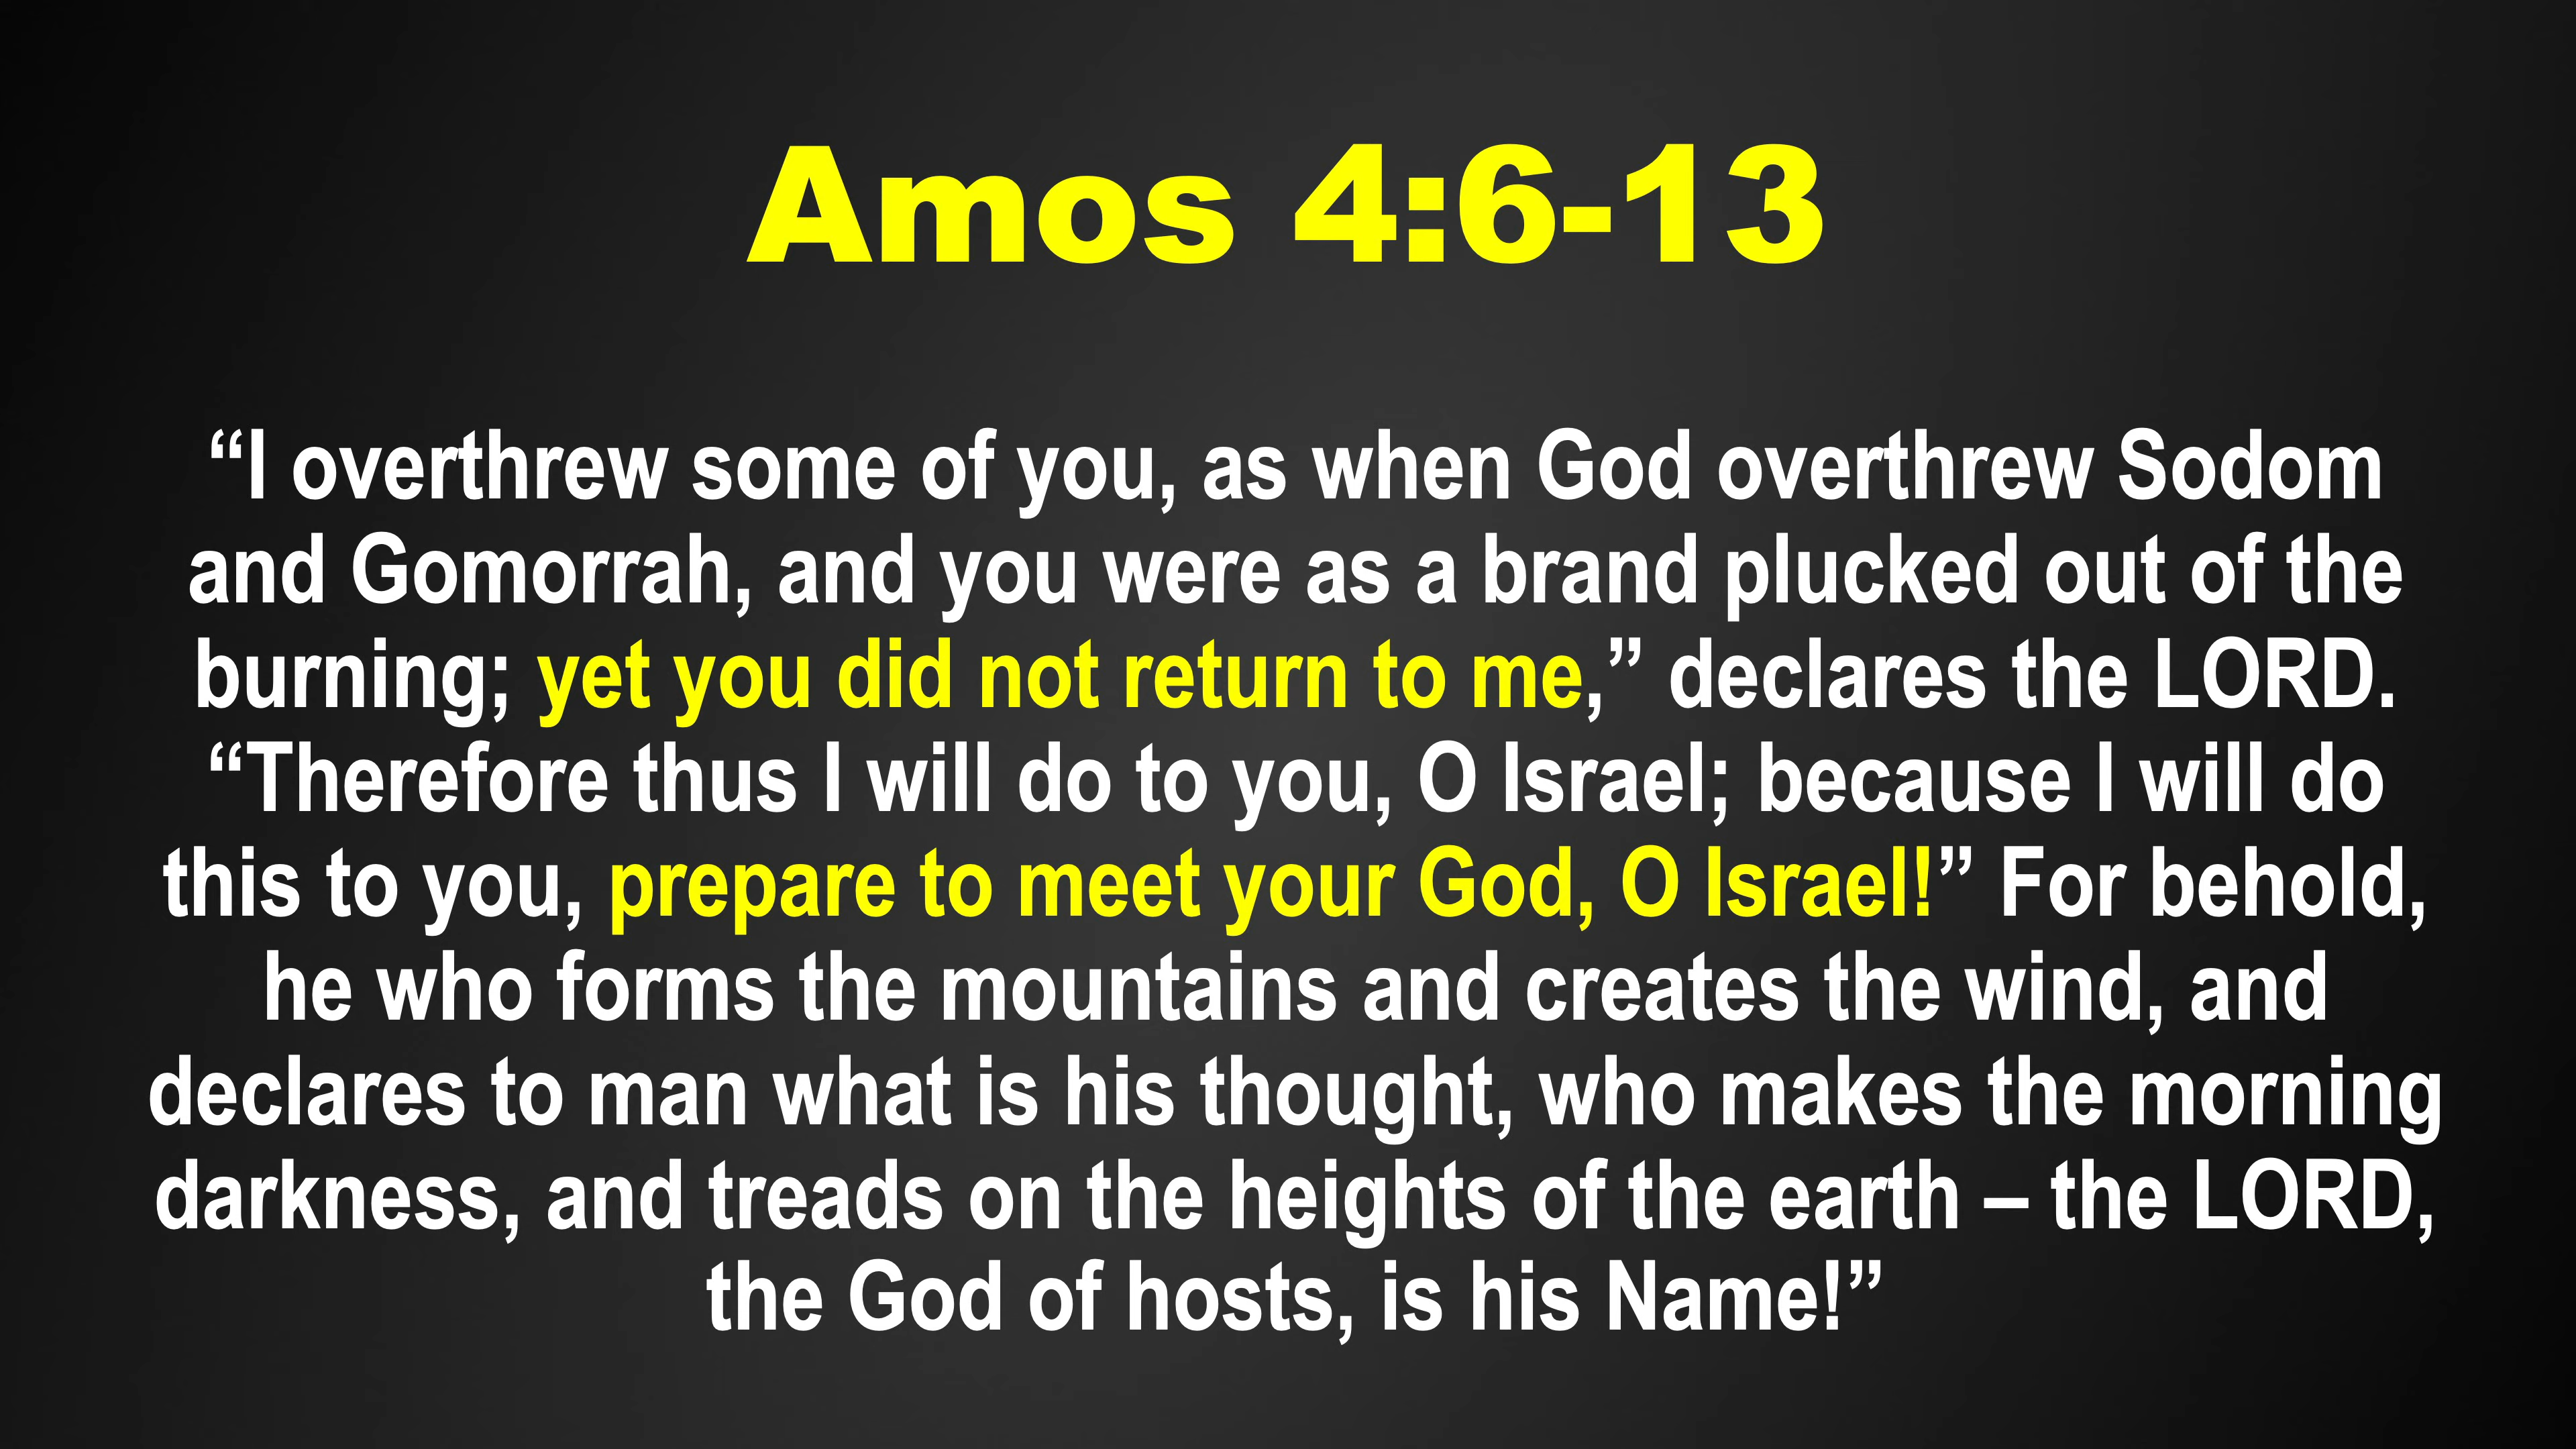 Amos 4:6-13
“I overthrew some of you, as when God overthrew Sodom
and Gomorrah, and you were as a brand plucked out of the
burning; yet you did not return to me,” declares the LORD.
“Therefore thus I will do to you, O Israel; because I will do
this to you, prepare to meet your God, O Israel!” For behold,
he who forms the mountains and creates the wind, and
declares to man what is his thought, who makes the morning
darkness, and treads on the heights of the earth – the LORD,
the God of hosts, is his Name!”